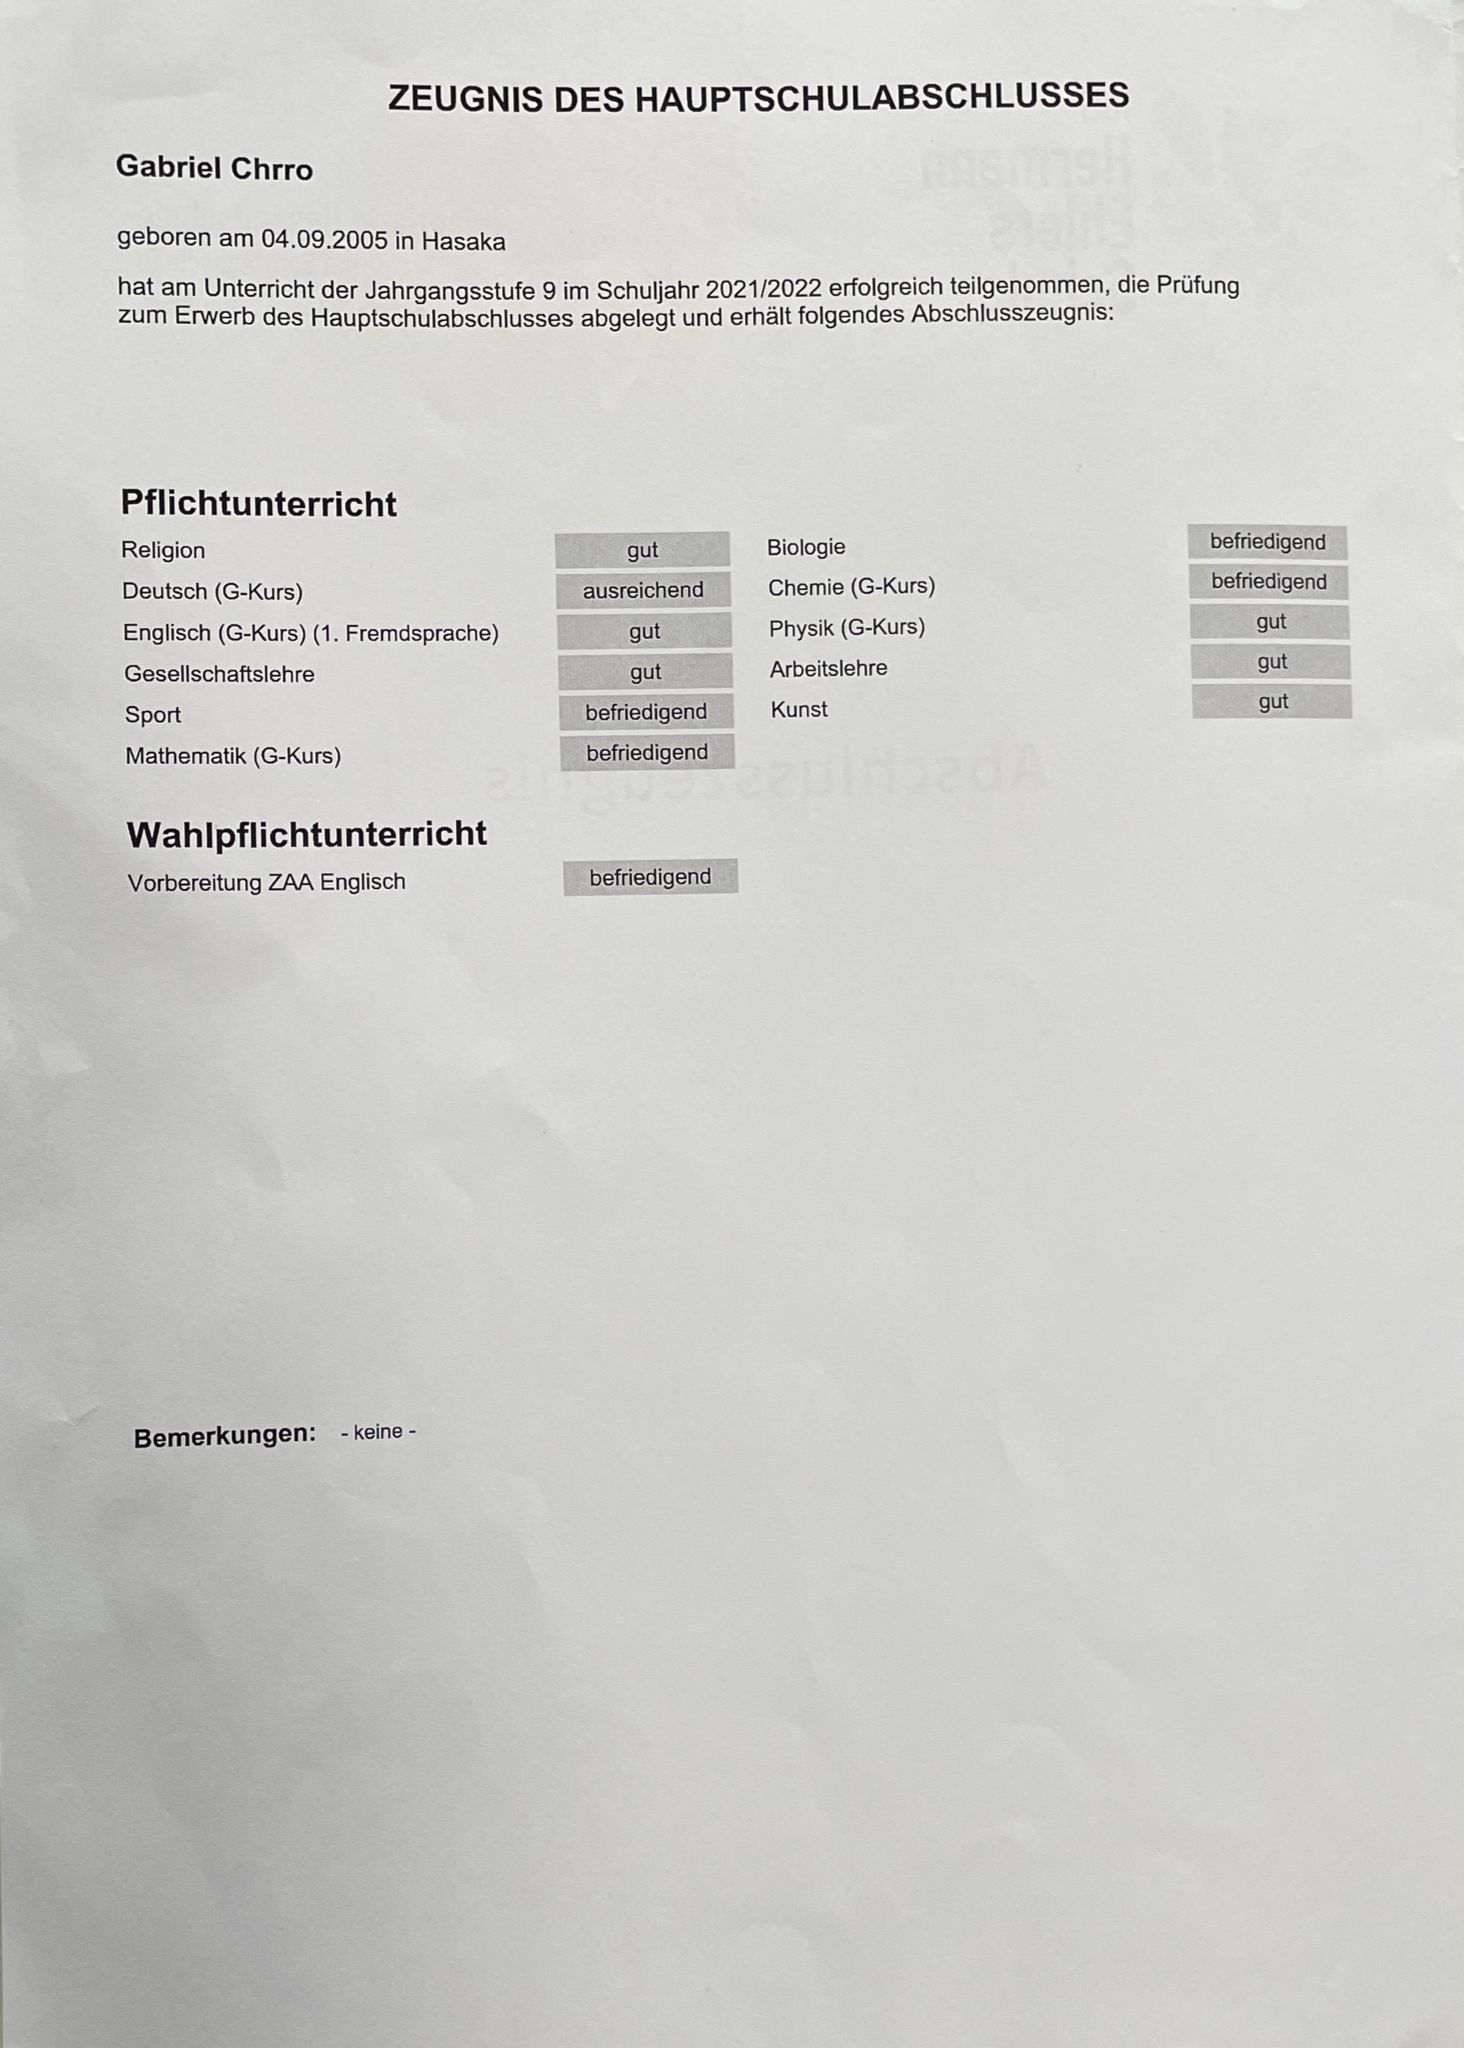 ZEUGNIS DES HAUPTSCHULABSCHLUSSES
Gabriel Chrro
geboren am 04.09.2005 in Hasaka
hat am Unterricht der Jahrgangsstufe 9 im Schuljahr 2021/2022 erfolgreich teilgenommen, die Prüfung
zum Erwerb des Hauptschulabschlusses abgelegt und erhält folgendes Abschlusszeugnis:
Pflichtunterricht
Religion gut
Deutsch (G-Kurs) ausreichend
Englisch (G-Kurs) (1. Fremdsprache) gut
Gesellschaftslehre gut
Sport befriedigend
Mathematik (G-Kurs) befriedigend
Biologie befriedigend
Chemie (G-Kurs) befriedigend
Physik (G-Kurs) gut
Arbeitslehre gut
Kunst gut
Wahlpflichtunterricht
Vorbereitung ZAA Englisch befriedigend
Bemerkungen: - keine -
Hermann
Ehlers
Abschlusszeugnis